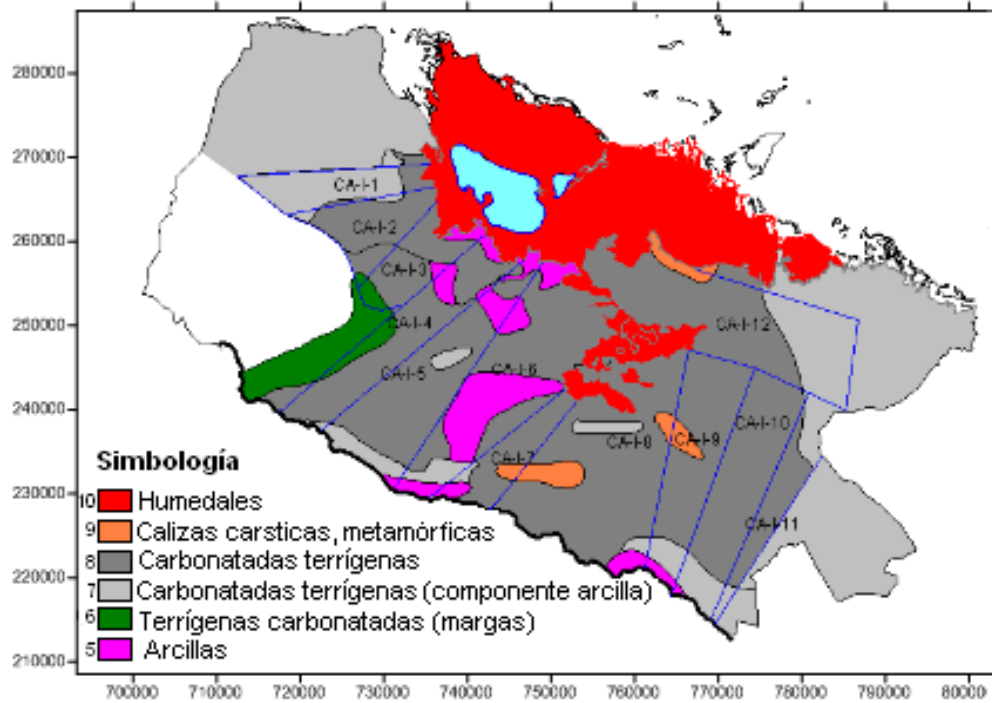 280000
270000
260000
250000
240000
230000
220000
210000
CA-I-1
CA-I-2
CA-I-3
CA-I-4
CA-I-12
CA-I-5
CA-I-6
CA-I-10
CA-I-8
CA-I-9
CA-I-7
CA-I-11
Simbología
10 Humedales
9 Calizas carsticas, metamórficas
8 Carbonatadas terrígenas
7 Carbonatadas terrígenas (componente arcilla)
6 Terrígenas carbonatadas (margas)
5 Arcillas
700000 710000 720000 730000 740000 750000 760000 770000 780000 790000 80000